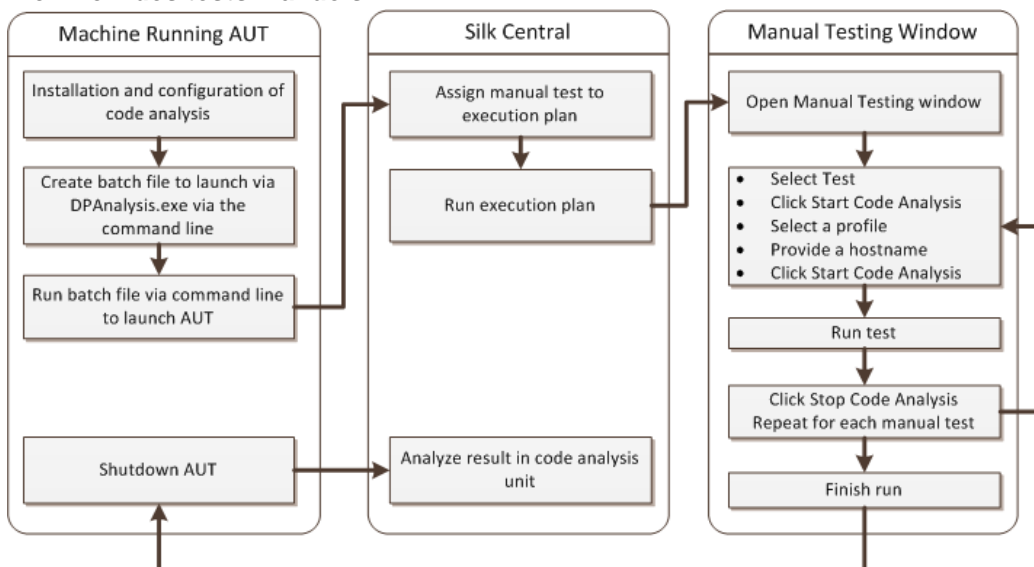 Machine Running AUT
Installation and configuration of
code analysis
Create batch file to launch via
DPAnalysis.exe via the
command line
Run batch file via command line
to launch AUT
Shutdown AUT
Silk Central
Assign manual test to
execution plan
Run execution plan
Analyze result in code analysis
unit
Manual Testing Window
Open Manual Testing window
• Select Test
• Click Start Code Analysis
• Select a profile
• Provide a hostname
• Click Start Code Analysis
Run test
Click Stop Code Analysis
Repeat for each manual test
Finish run